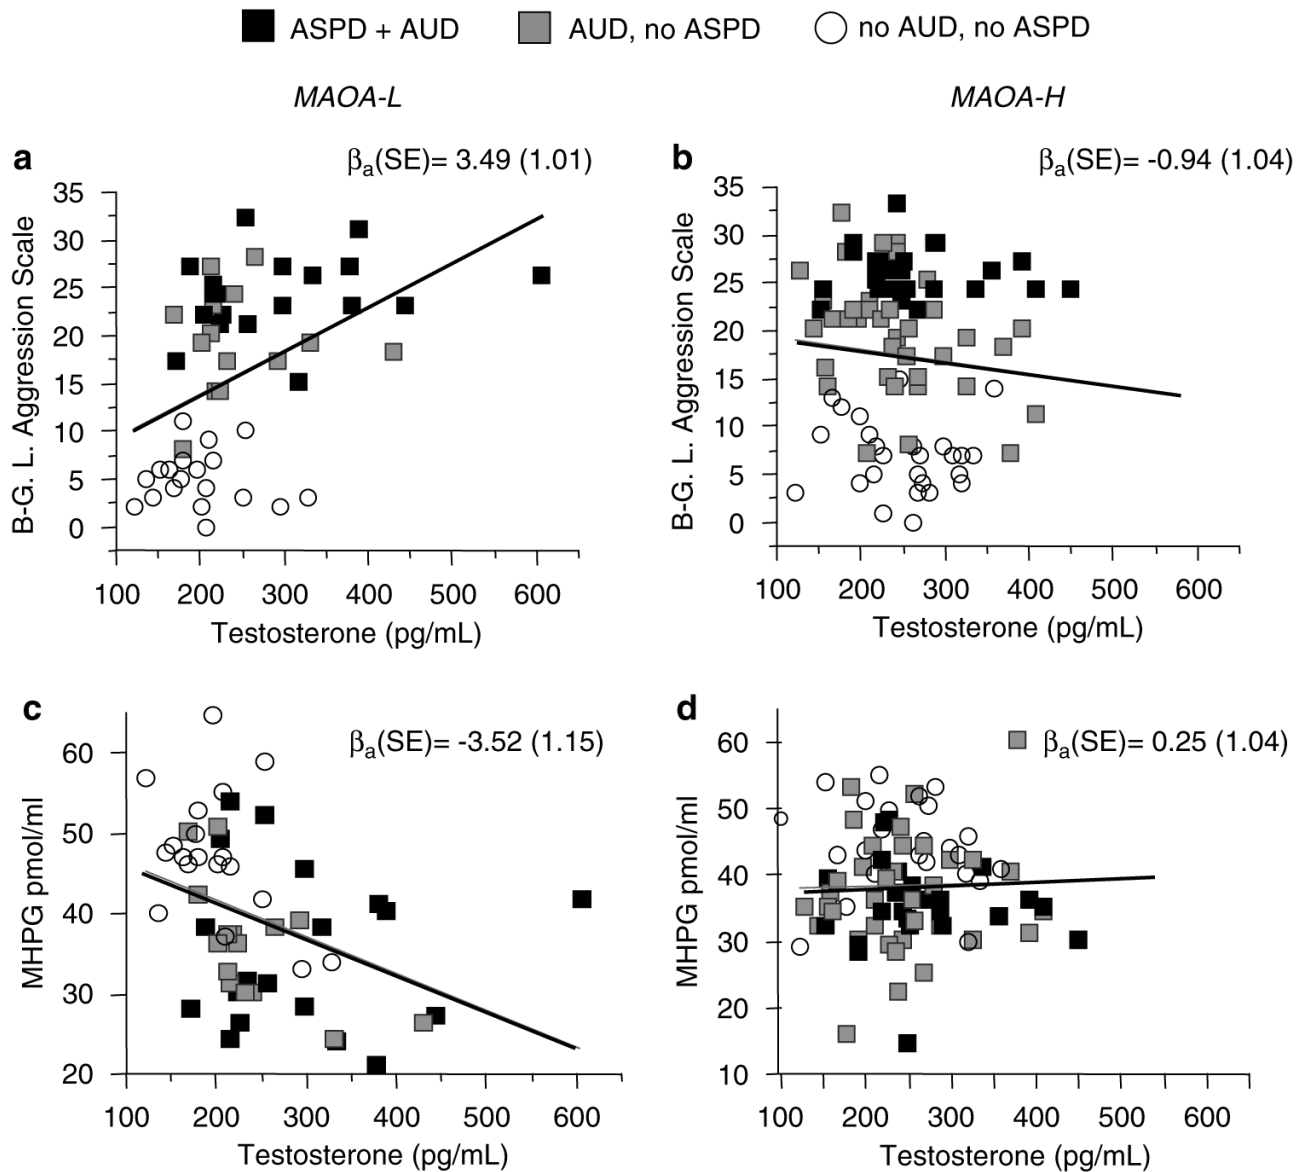 ASPD + AUD AUD, no ASPD no AUD, no ASPD
MAOA-L MAOA-H
a βa(SE)= 3.49 (1.01)
B-G. L. Aggression Scale
35
30
25
20
15
10
5
0
100 200 300 400 500 600
Testosterone (pg/mL)
b βa(SE)= -0.94 (1.04)
B-G. L. Aggression Scale
35
30
25
20
15
10
5
0
100 200 300 400 500 600
Testosterone (pg/mL)
c βa(SE)= -3.52 (1.15)
MHPG pmol/ml
60
50
40
30
20
100 200 300 400 500 600
Testosterone (pg/mL)
d βa(SE)= 0.25 (1.04)
MHPG pmol/ml
60
50
40
30
20
10
100 200 300 400 500 600
Testosterone (pg/mL)